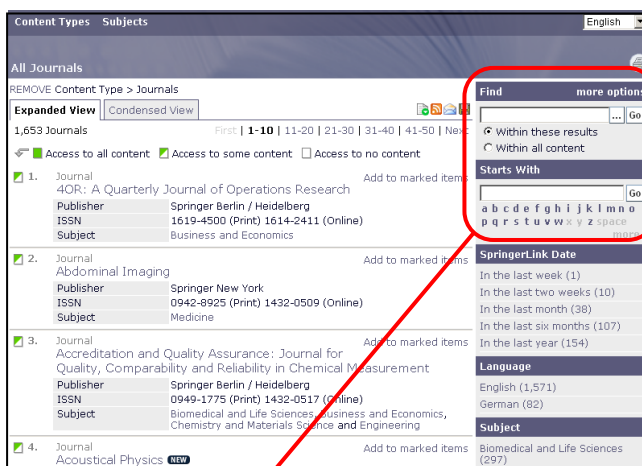 Content Types Subjects
English
All Journals
REMOVE Content Type > Journals
Expanded View Condensed View
1,653 Journals
First | 1-10 | 11-20 | 21-30 | 31-40 | 41-50 | Next
Access to all content Access to some content Access to no content
1. Journal Add to marked items
4OR: A Quarterly Journal of Operations Research
Publisher Springer Berlin / Heidelberg
ISSN 1619-4500 (Print) 1614-2411 (Online)
Subject Business and Economics
2. Journal Add to marked items
Abdominal Imaging
Publisher Springer New York
ISSN 0942-8925 (Print) 1432-0509 (Online)
Subject Medicine
3. Journal Add to marked items
Accreditation and Quality Assurance: Journal for
Quality, Comparability and Reliability in Chemical Measurement
Publisher Springer Berlin / Heidelberg
ISSN 0949-1775 (Print) 1432-0517 (Online)
Subject Biomedical and Life Sciences, Business and Economics,
Chemistry and Materials Science and Engineering
4. Journal Add to marked items
Acoustical Physics NEW
Find more options
... Go
Within these results
Within all content
Starts With
Go
a b c d e f g h i j k l m n o
p q r s t u v w x y z space
more
SpringerLink Date
In the last week (1)
In the last two weeks (10)
In the last month (38)
In the last six months (107)
In the last year (154)
Language
English (1,571)
German (82)
Subject
Biomedical and Life Sciences
(297)